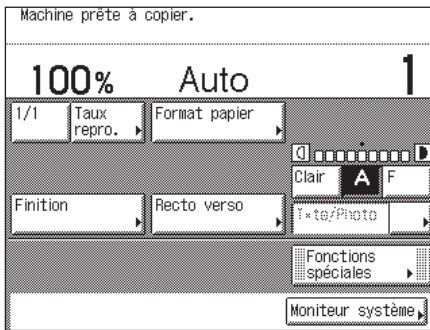 Machine prête à copier.
100% Auto 1
1/1 Taux repro. Format papier
Clair A F
Finition Recto verso
Texte/Photo
Fonctions spéciales
Moniteur système